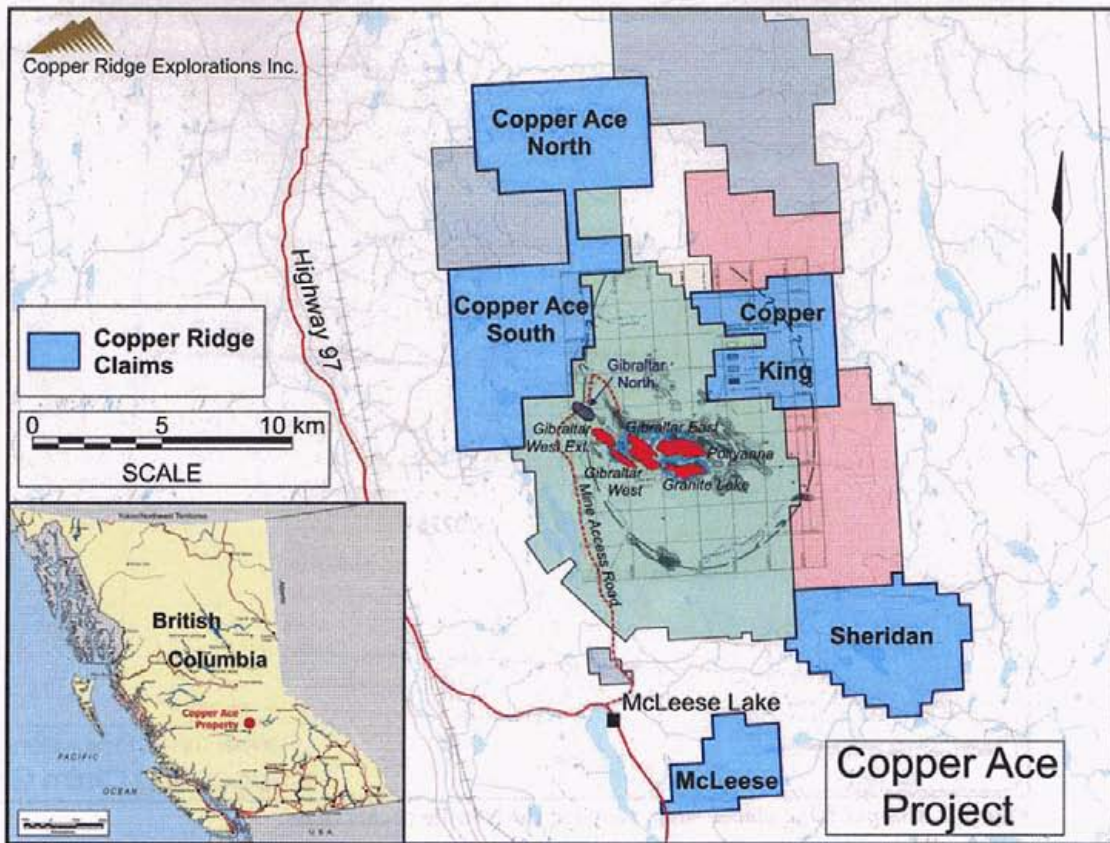 Copper Ridge Explorations Inc.
Copper Ace
North
Highway 97
Copper Ace
South
Copper
King
Copper Ridge
Claims
Gibraltar
North
0 5 10 km
SCALE
Gibraltar
West Ext.
Gibraltar East
Pollyanna
Gibraltar
West
Granite Lake
Mine Access Road
Sheridan
McLeese Lake
McLeese
Copper Ace
Project
British
Columbia
Copper Ace
Property
PACIFIC
OCEAN
U.S.A.
N